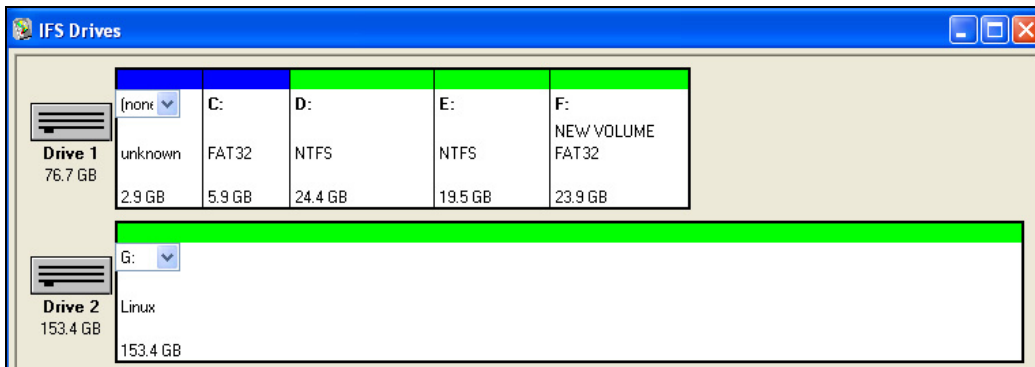 IFS Drives
Drive 1
76.7 GB
(none
unknown
2.9 GB
C:
FAT32
5.9 GB
D:
NTFS
24.4 GB
E:
NTFS
19.5 GB
F:
NEW VOLUME
FAT32
23.9 GB
Drive 2
153.4 GB
G:
Linux
153.4 GB